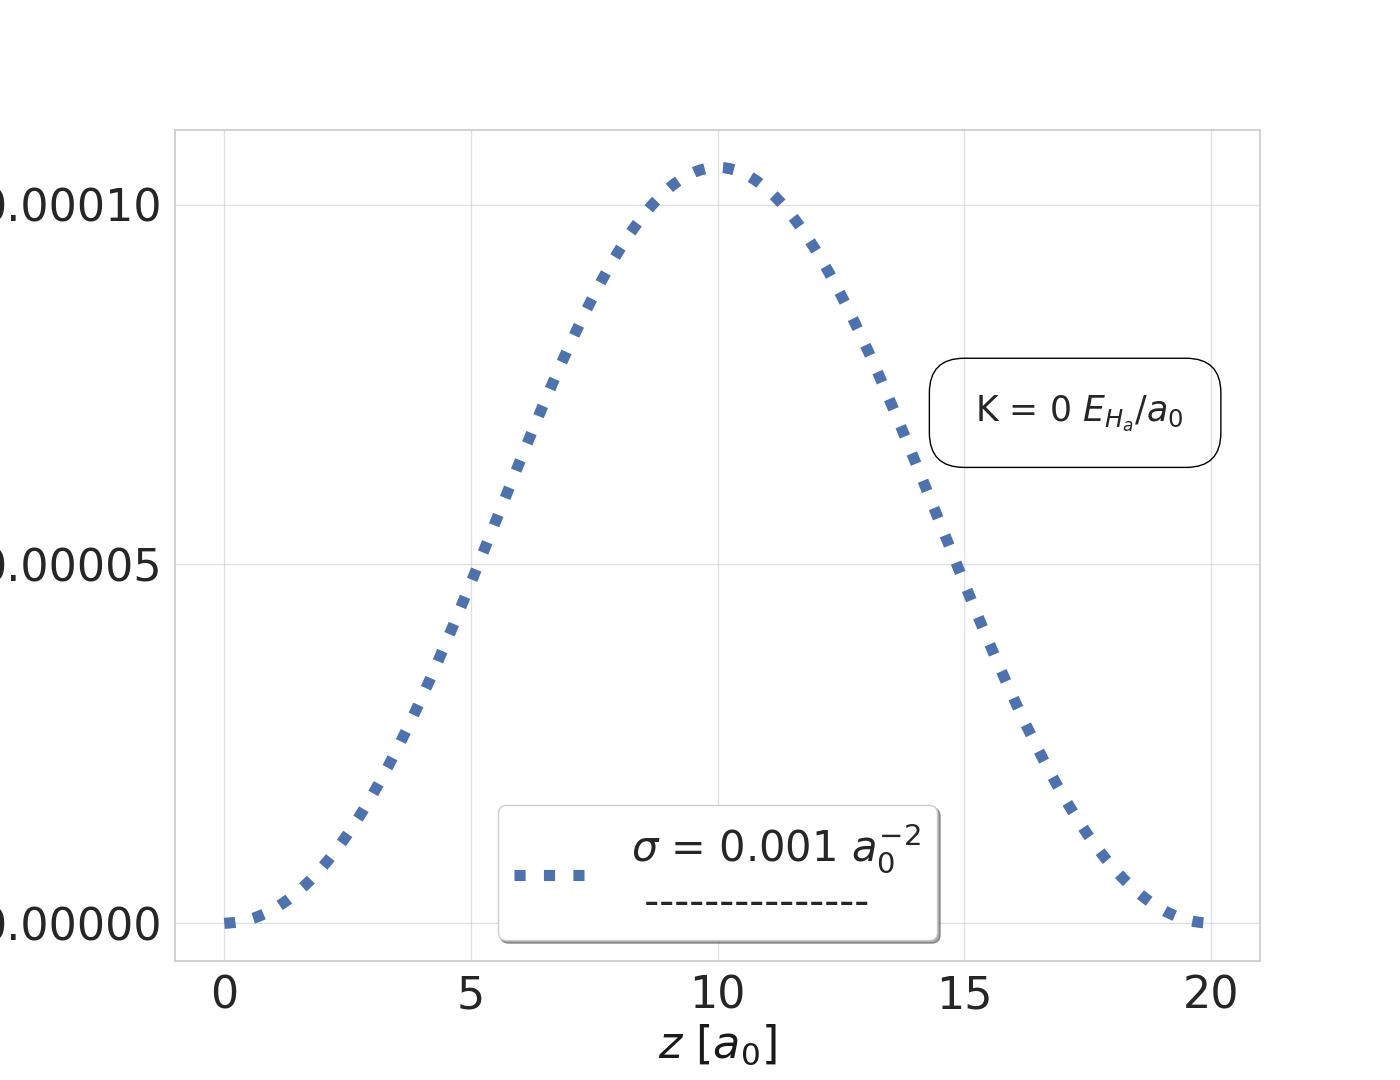 0.00010
K = 0 E_{H_a}/a_0
0.00005
σ = 0.001 a_0^{-2}
---------------
0.00000
0 5 10 15 20
z [a_0]